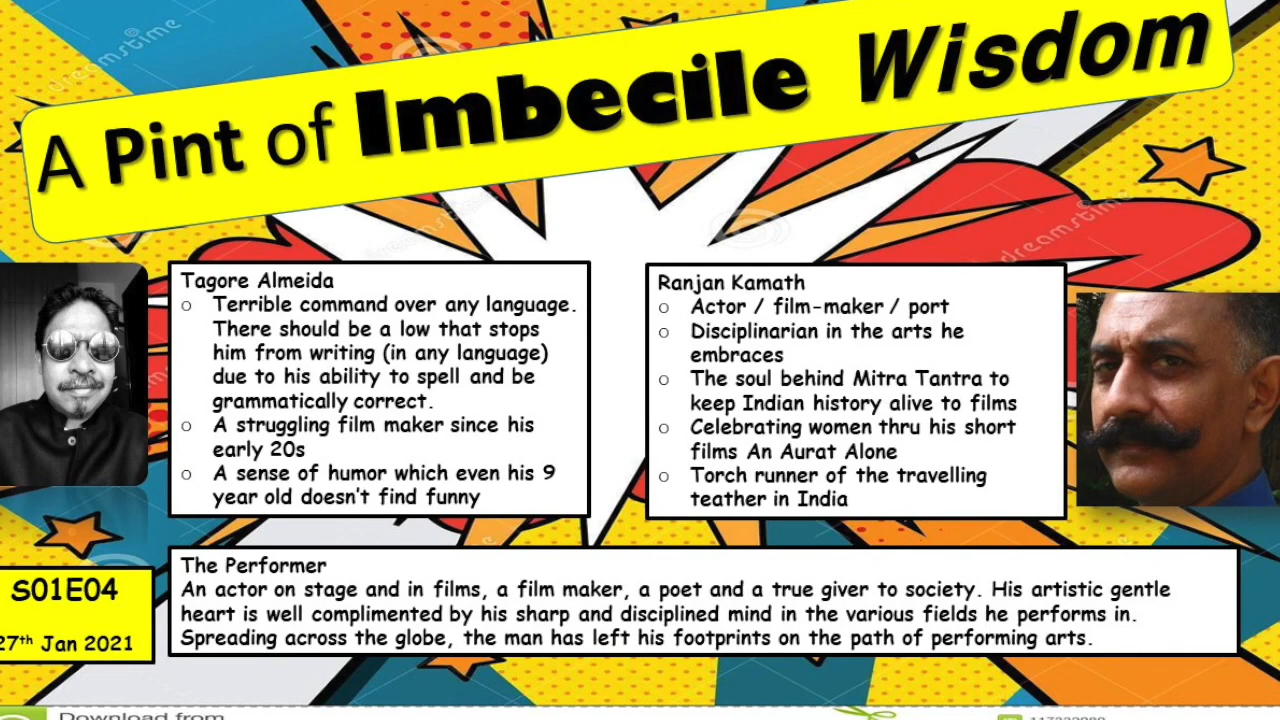 dreamstime
A Pint of Imbecile Wisdom
dreamstime
Tagore Almeida
o Terrible command over any language.
There should be a low that stops
him from writing (in any language)
due to his ability to spell and be
grammatically correct.
o A struggling film maker since his
early 20s
o A sense of humor which even his 9
year old doesn't find funny
Ranjan Kamath
o Actor / film-maker / port
o Disciplinarian in the arts he
embraces
o The soul behind Mitra Tantra to
keep Indian history alive to films
o Celebrating women thru his short
films An Aurat Alone
o Torch runner of the travelling
teather in India
S01E04
27th Jan 2021
The Performer
An actor on stage and in films, a film maker, a poet and a true giver to society. His artistic gentle
heart is well complimented by his sharp and disciplined mind in the various fields he performs in.
Spreading across the globe, the man has left his footprints on the path of performing arts.
Download from